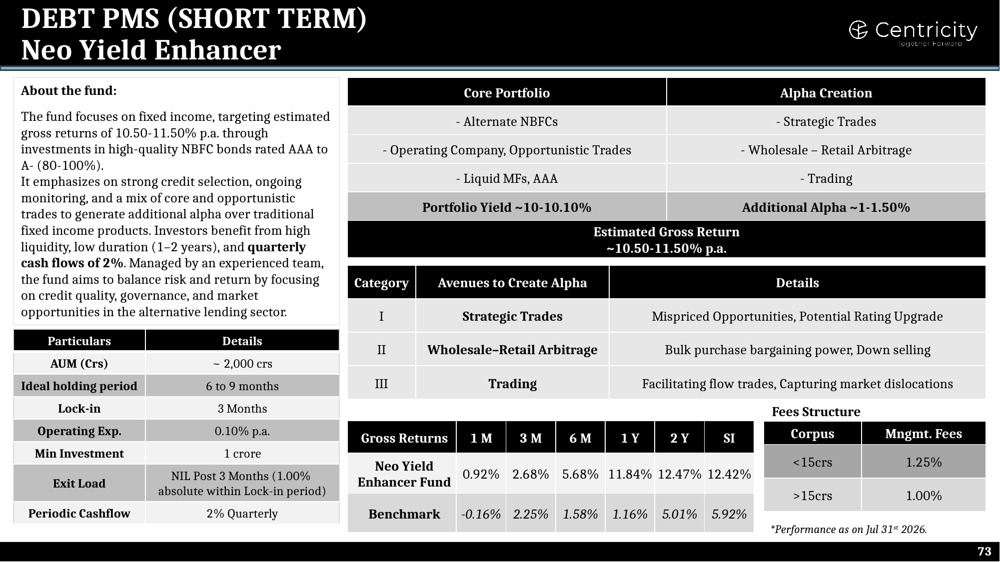 DEBT PMS (SHORT TERM)
Neo Yield Enhancer
Centricity
Together Forward
About the fund:
The fund focuses on fixed income, targeting estimated
gross returns of 10.50-11.50% p.a. through
investments in high-quality NBFC bonds rated AAA to
A- (80-100%).
It emphasizes on strong credit selection, ongoing
monitoring, and a mix of core and opportunistic
trades to generate additional alpha over traditional
fixed income products. Investors benefit from high
liquidity, low duration (1–2 years), and quarterly
cash flows of 2%. Managed by an experienced team,
the fund aims to balance risk and return by focusing
on credit quality, governance, and market
opportunities in the alternative lending sector.
Particulars Details
AUM (Crs) ~ 2,000 crs
Ideal holding period 6 to 9 months
Lock-in 3 Months
Operating Exp. 0.10% p.a.
Min Investment 1 crore
Exit Load NIL Post 3 Months (1.00%
absolute within Lock-in period)
Periodic Cashflow 2% Quarterly
Core Portfolio Alpha Creation
- Alternate NBFCs - Strategic Trades
- Operating Company, Opportunistic Trades - Wholesale – Retail Arbitrage
- Liquid MFs, AAA - Trading
Portfolio Yield ~10-10.10% Additional Alpha ~1-1.50%
Estimated Gross Return
~10.50-11.50% p.a.
Category Avenues to Create Alpha Details
I Strategic Trades Mispriced Opportunities, Potential Rating Upgrade
II Wholesale–Retail Arbitrage Bulk purchase bargaining power, Down selling
III Trading Facilitating flow trades, Capturing market dislocations
Gross Returns 1 M 3 M 6 M 1 Y 2 Y SI
Neo Yield
Enhancer Fund 0.92% 2.68% 5.68% 11.84% 12.47% 12.42%
Benchmark -0.16% 2.25% 1.58% 1.16% 5.01% 5.92%
Fees Structure
Corpus Mngmt. Fees
<15crs 1.25%
>15crs 1.00%
*Performance as on Jul 31st 2026.
73